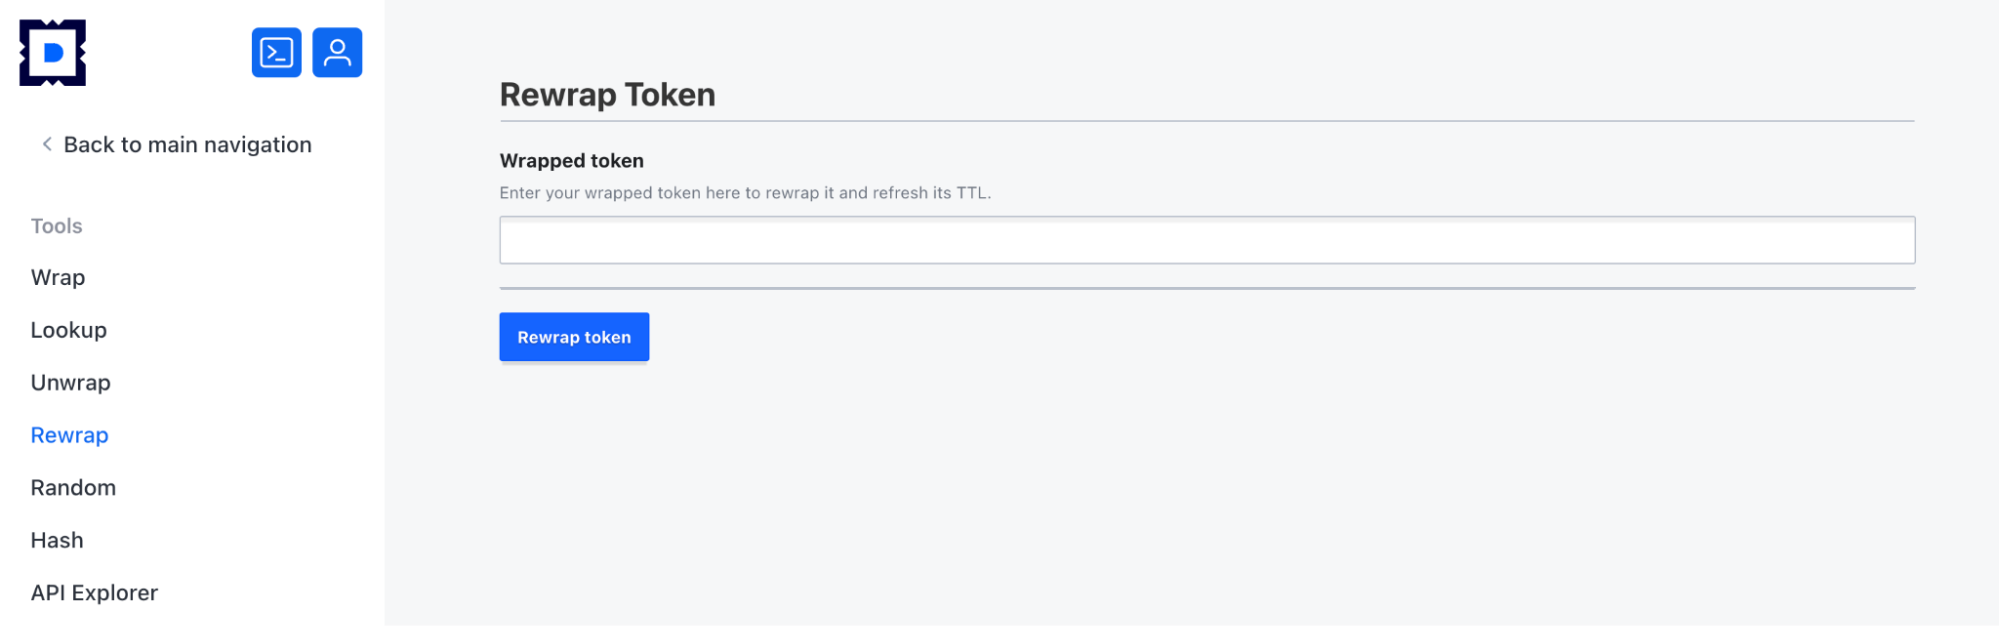 D
Back to main navigation
Tools
Wrap
Lookup
Unwrap
Rewrap
Random
Hash
API Explorer
Rewrap Token
Wrapped token
Enter your wrapped token here to rewrap it and refresh its TTL.
Rewrap token